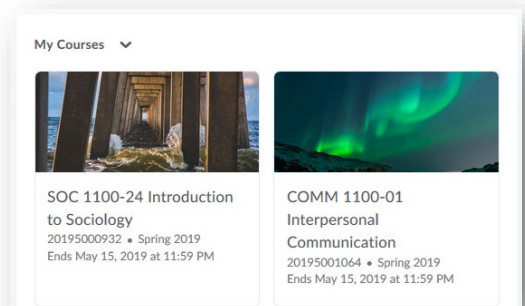 My Courses
SOC 1100-24 Introduction
to Sociology
20195000932 • Spring 2019
Ends May 15, 2019 at 11:59 PM
COMM 1100-01
Interpersonal
Communication
20195001064 • Spring 2019
Ends May 15, 2019 at 11:59 PM